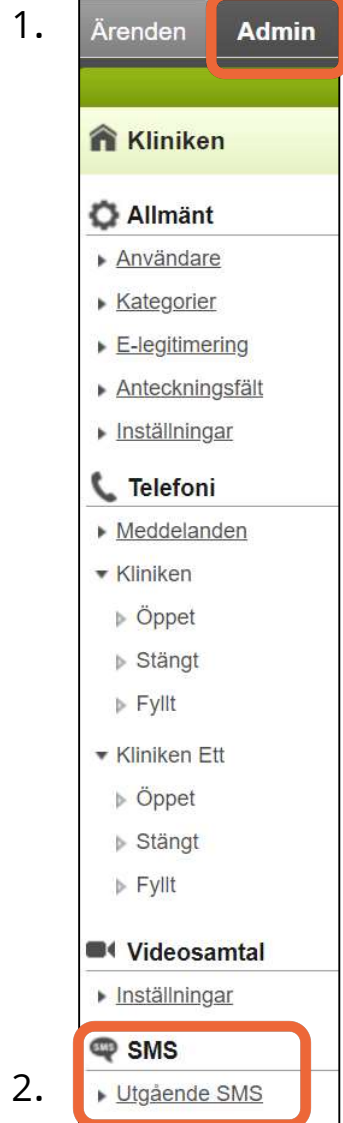 1.
Ärenden Admin
Kliniken
Allmänt
Användare
Kategorier
E-legitimering
Anteckningsfält
Inställningar
Telefoni
Meddelanden
Kliniken
Öppet
Stängt
Fyllt
Kliniken Ett
Öppet
Stängt
Fyllt
Videosamtal
Inställningar
SMS SMS
2.
Utgående SMS